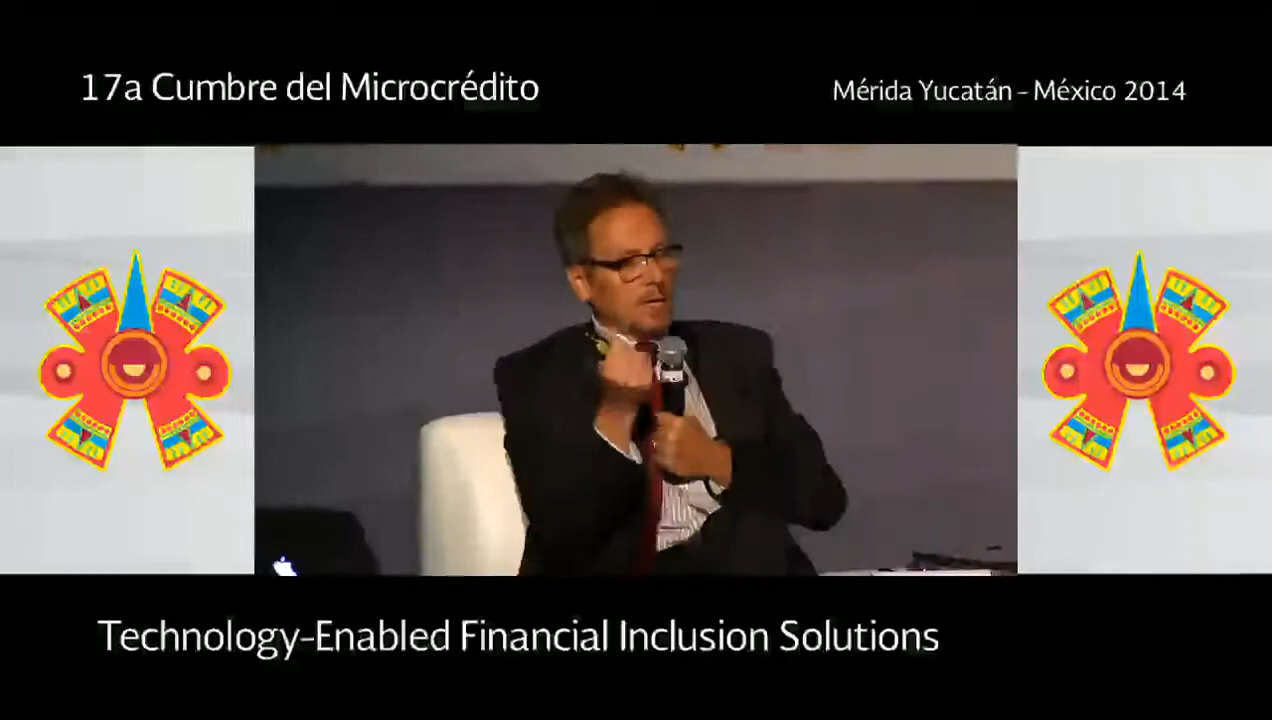 17a Cumbre del Microcrédito
Mérida Yucatán - México 2014
Technology-Enabled Financial Inclusion Solutions